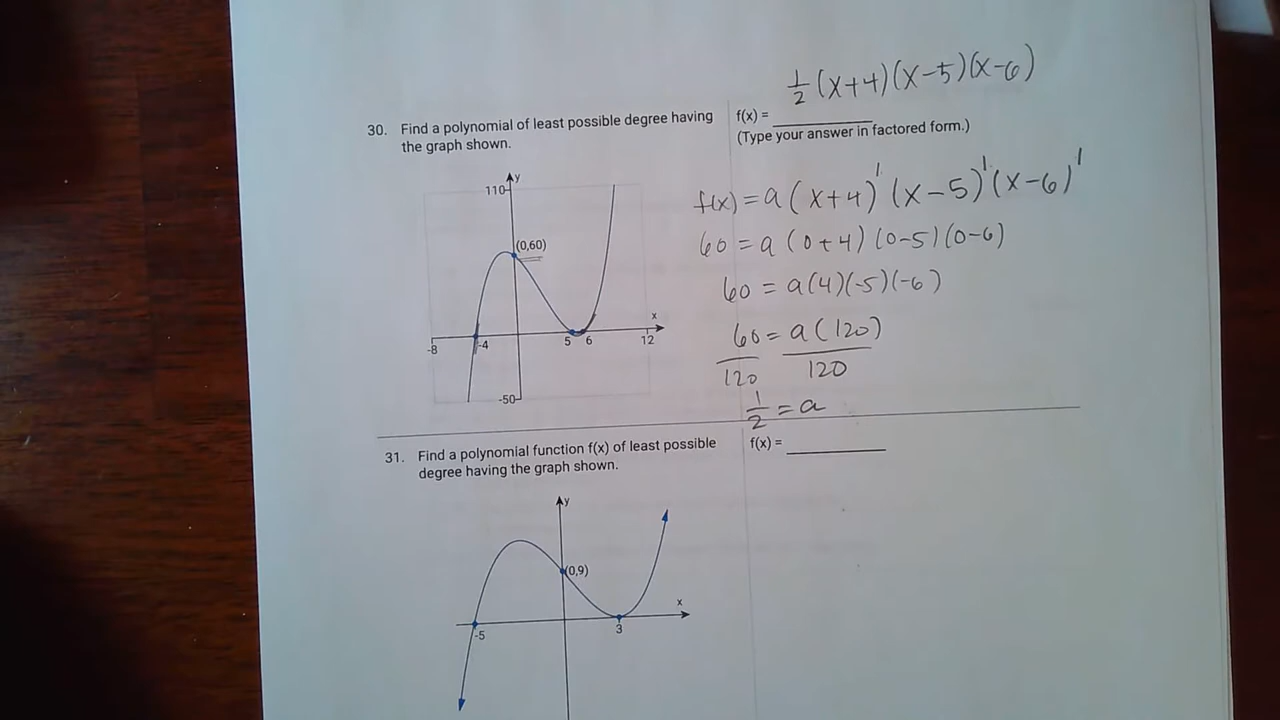 ½(x+4)(x-5)(x-6)
30. Find a polynomial of least possible degree having
the graph shown.
f(x) = ________
(Type your answer in factored form.)
y
110
(0,60)
x
-8
-4
5
6
12
-50
f(x) = a(x+4)¹(x-5)¹(x-6)¹
60 = a(0+4)(0-5)(0-6)
60 = a(4)(-5)(-6)
60 = a(120)
120 120
½ = a
31. Find a polynomial function f(x) of least possible
degree having the graph shown.
f(x) = ________
y
(0,9)
x
-5
3